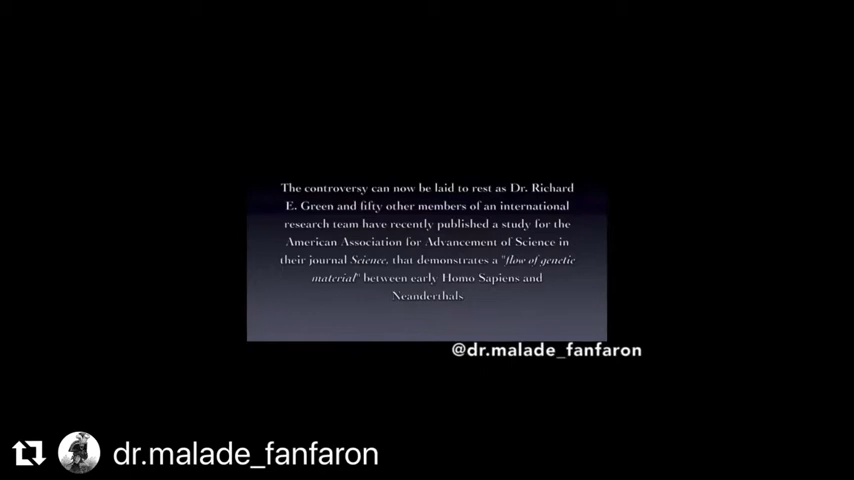 The controversy can now be laid to rest as Dr. Richard
E. Green and fifty other members of an international
research team have recently published a study for the
American Association for Advancement of Science in
their journal Science, that demonstrates a "flow of genetic
material" between early Homo Sapiens and
Neanderthals
@dr.malade_fanfaron
dr.malade_fanfaron